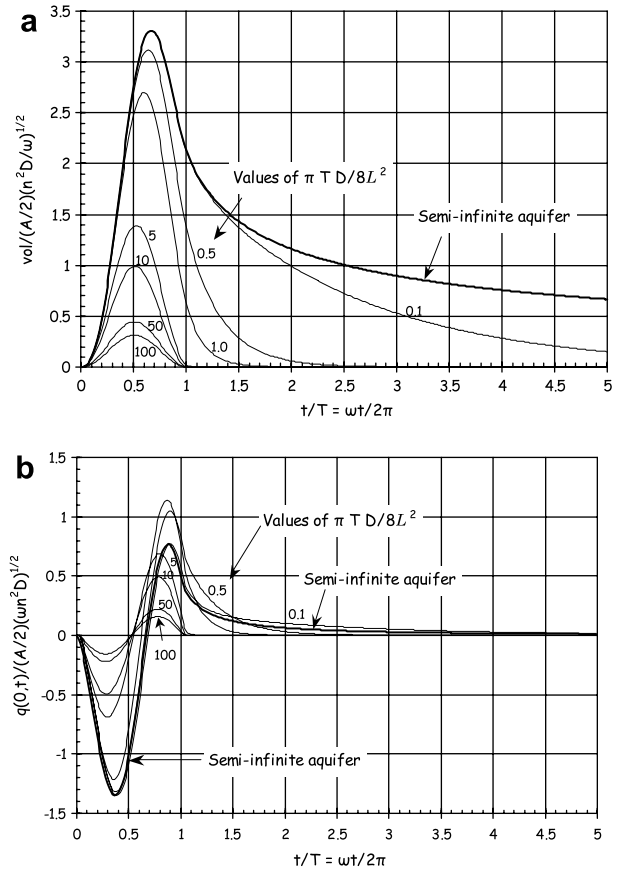 a
3.5
3
2.5
2
1.5
1
0.5
0
vol/(A/2)(n²D/ω)^1/2
Values of π T D/8L²
Semi-infinite aquifer
5
10
50
100
0.5
1.0
0.1
0 0.5 1 1.5 2 2.5 3 3.5 4 4.5 5
t/T = ωt/2π
b
1.5
1
0.5
0
-0.5
-1
-1.5
q(0,t)/(A/2)(ωn²D)^1/2
Values of π T D/8L²
Semi-infinite aquifer
5
10
50
100
0.5
0.1
Semi-infinite aquifer
0 0.5 1 1.5 2 2.5 3 3.5 4 4.5 5
t/T = ωt/2π